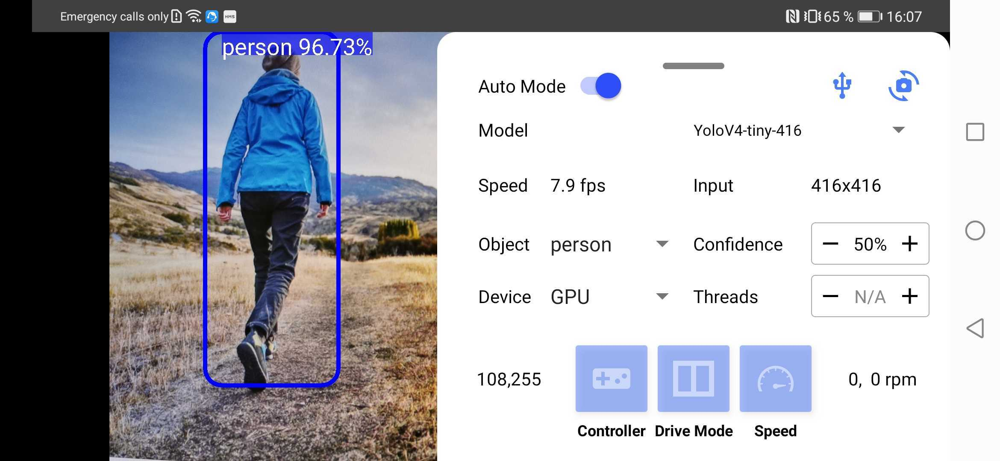 Emergency calls only HMS 65 % 16:07
person 96.73%
Auto Mode
Model YoloV4-tiny-416
Speed 7.9 fps Input 416x416
Object person Confidence 50%
Device GPU Threads N/A
108,255 0, 0 rpm
Controller Drive Mode Speed